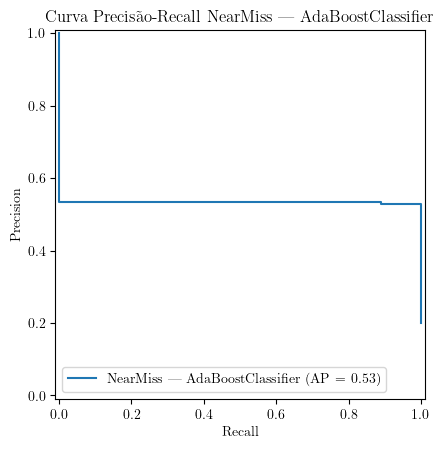 Curva Precisão-Recall NearMiss — AdaBoostClassifier
1.0
0.8
0.6
0.4
0.2
0.0
Precision
NearMiss — AdaBoostClassifier (AP = 0.53)
0.0 0.2 0.4 0.6 0.8 1.0
Recall